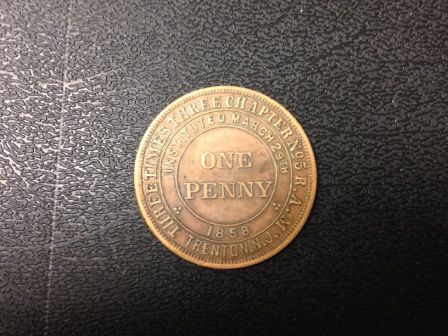 THREE TIMES THREE CHAPTER No 5 R.A.M.
TRENTON N.J.
INSTITUTED MARCH 29TH
1858
ONE
PENNY